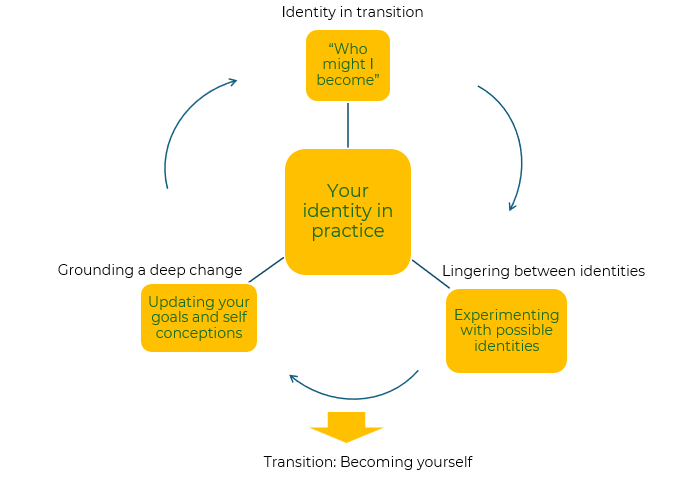 Identity in transition
“Who
might I
become”
Your
identity in
practice
Grounding a deep change
Updating your
goals and self
conceptions
Lingering between identities
Experimenting
with possible
identities
Transition: Becoming yourself